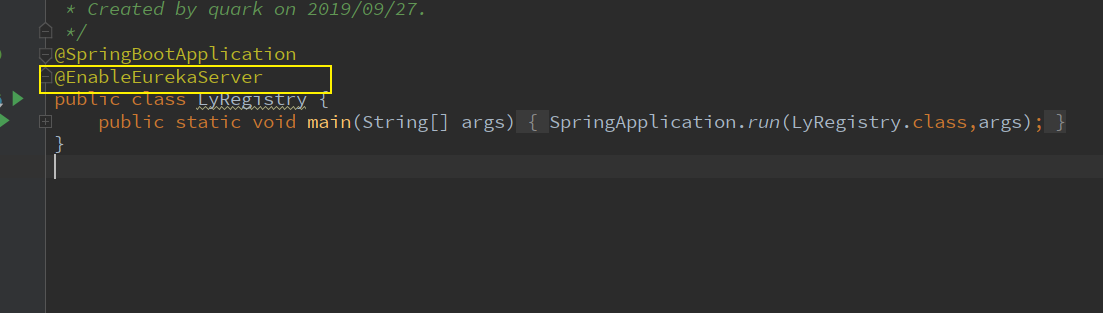 * Created by quark on 2019/09/27.
*/
@SpringBootApplication
@EnableEurekaServer
public class LyRegistry {
public static void main(String[] args) { SpringApplication.run(LyRegistry.class,args); }
}